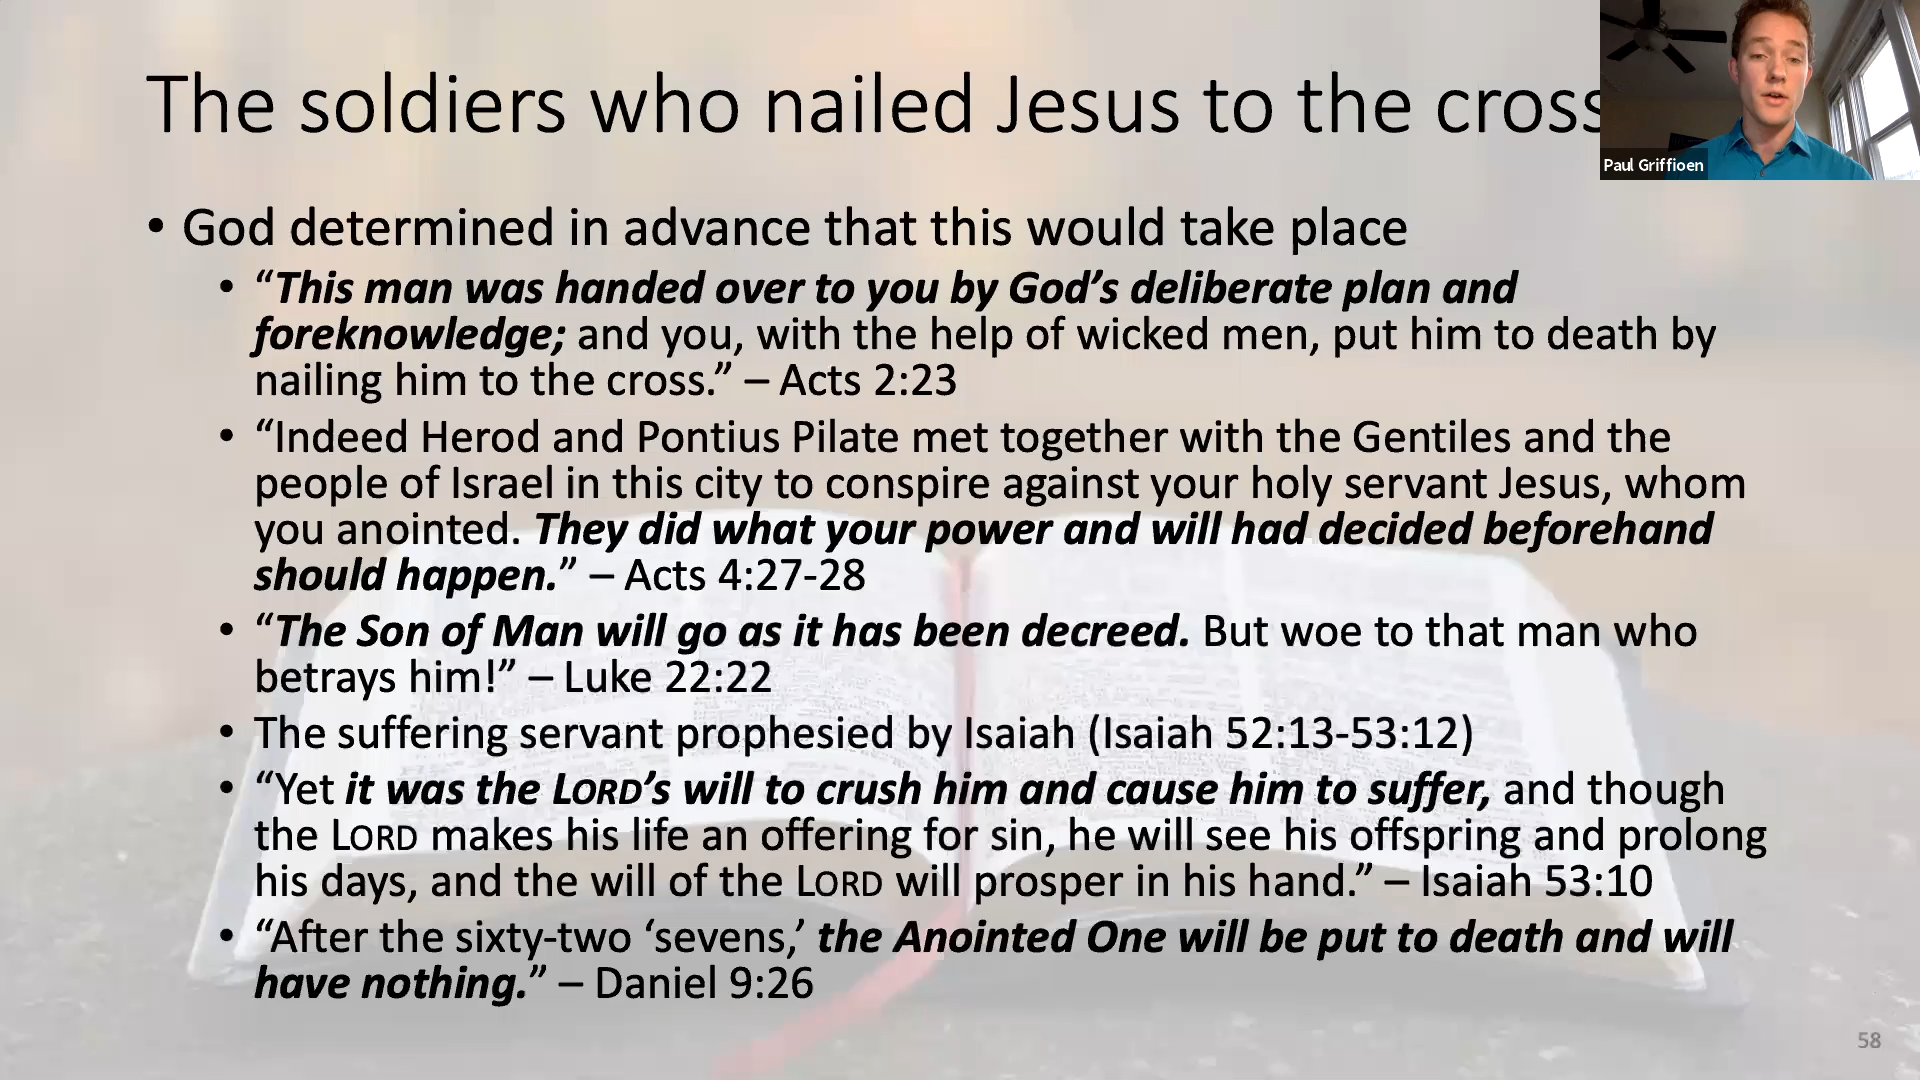 The soldiers who nailed Jesus to the cross
Paul Griffioen
• God determined in advance that this would take place
• “This man was handed over to you by God’s deliberate plan and
foreknowledge; and you, with the help of wicked men, put him to death by
nailing him to the cross.” – Acts 2:23
• “Indeed Herod and Pontius Pilate met together with the Gentiles and the
people of Israel in this city to conspire against your holy servant Jesus, whom
you anointed. They did what your power and will had decided beforehand
should happen.” – Acts 4:27-28
• “The Son of Man will go as it has been decreed. But woe to that man who
betrays him!” – Luke 22:22
• The suffering servant prophesied by Isaiah (Isaiah 52:13-53:12)
• “Yet it was the LORD’s will to crush him and cause him to suffer, and though
the LORD makes his life an offering for sin, he will see his offspring and prolong
his days, and the will of the LORD will prosper in his hand.” – Isaiah 53:10
• “After the sixty-two ‘sevens,’ the Anointed One will be put to death and will
have nothing.” – Daniel 9:26
58